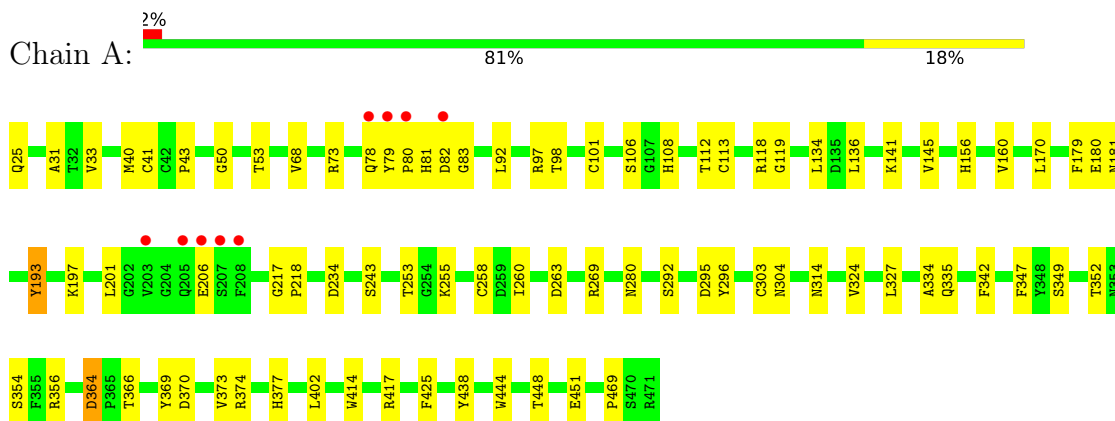 2%
Chain A:
81% 18%
Q25 A31 T32 V33 M40 C41 C42 P43 G50 T53 V68 R73 Q78 Y79 P80 H81 D82 G83 L92 R97 T98 C101 S106 G107 H108 T112 C113 R118 G119 L134 D135 L136 K141 V145 H156 V160 L170 F179 E180 N181
Y193 K197 L201 G202 V203 G204 Q205 E206 S207 F208 G217 P218 D234 S243 T253 G254 K255 C258 D259 I260 D263 R269 N280 S292 D295 Y296 C303 N304 N314 V324 L327 A334 Q335 F342 F347 Y348 S349 T352 N353
S354 F355 R356 D364 P365 T366 Y369 D370 V373 R374 H377 L402 W414 R417 F425 Y438 W444 T448 E451 P469 S470 R471